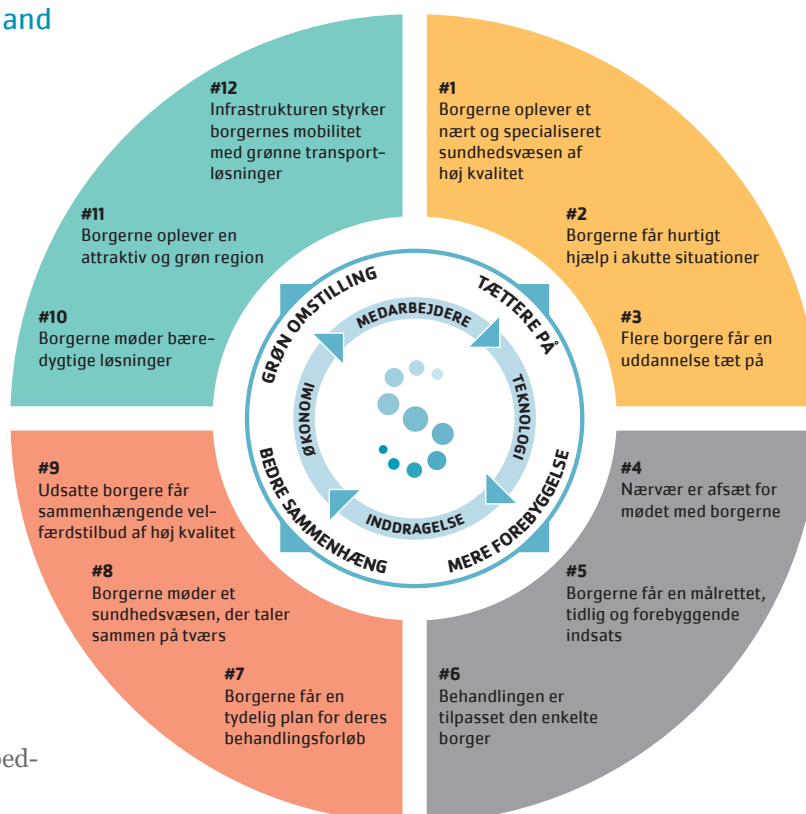 and
#12
Infrastrukturen styrker
borgernes mobilitet
med grønne transport-
løsninger
#11
Borgerne oplever en
attraktiv og grøn region
#10
Borgerne møder bære-
dygtige løsninger
#1
Borgerne oplever et
nært og specialiseret
sundhedsvæsen af
høj kvalitet
#2
Borgerne får hurtigt
hjælp i akutte situationer
#3
Flere borgere får en
uddannelse tæt på
GRØN OMSTILLING
TÆTTERE PÅ
MEDARBEJDERE
ØKONOMI
TEKNOLOGI
INDDRAGELSE
BEDRE SAMMENHÆNG
MERE FOREBYGGELSE
#9
Udsatte borgere får
sammenhængende vel-
færdstilbud af høj kvalitet
#8
Borgerne møder et
sundhedsvæsen, der taler
sammen på tværs
#7
Borgerne får en
tydelig plan for deres
behandlingsforløb
#4
Nærvær er afsæt for
mødet med borgerne
#5
Borgerne får en målrettet,
tidlig og forebyggende
indsats
#6
Behandlingen er
tilpasset den enkelte
borger